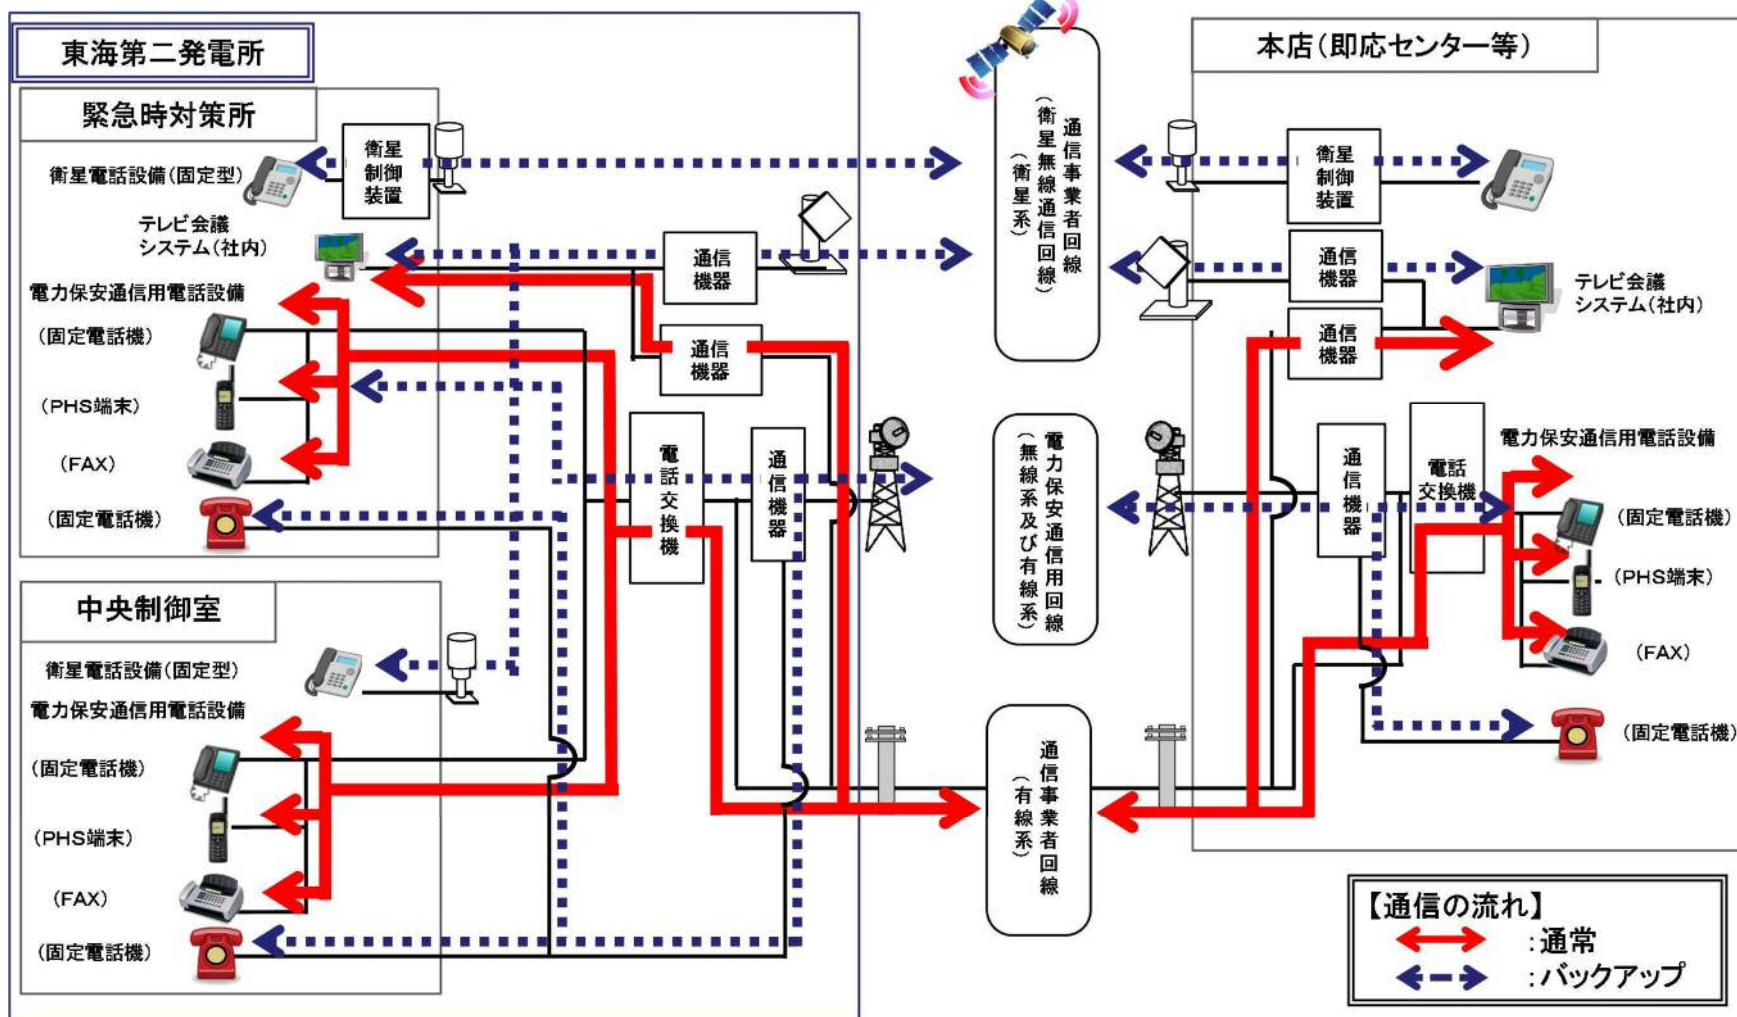 東海第二発電所
緊急時対策所
衛星電話設備(固定型)
衛星
制御
装置
テレビ会議
システム(社内)
通信
機器
電力保安通信用電話設備
(固定電話機)
通信
機器
(PHS端末)
(FAX)
(固定電話機)
電話交換機
通信機器
中央制御室
衛星電話設備(固定型)
電力保安通信用電話設備
(固定電話機)
(PHS端末)
(FAX)
(固定電話機)
通信事業者回線
(衛星無線通信回線)
(衛星系)
電力保安通信用回線
(無線系及び有線系)
通信事業者回線
(有線系)
本店(即応センター等)
衛星
制御
装置
通信
機器
テレビ会議
システム(社内)
通信
機器
通信機器
電話
交換機
電力保安通信用電話設備
(固定電話機)
(PHS端末)
(FAX)
(固定電話機)
【通信の流れ】
:通常
:バックアップ